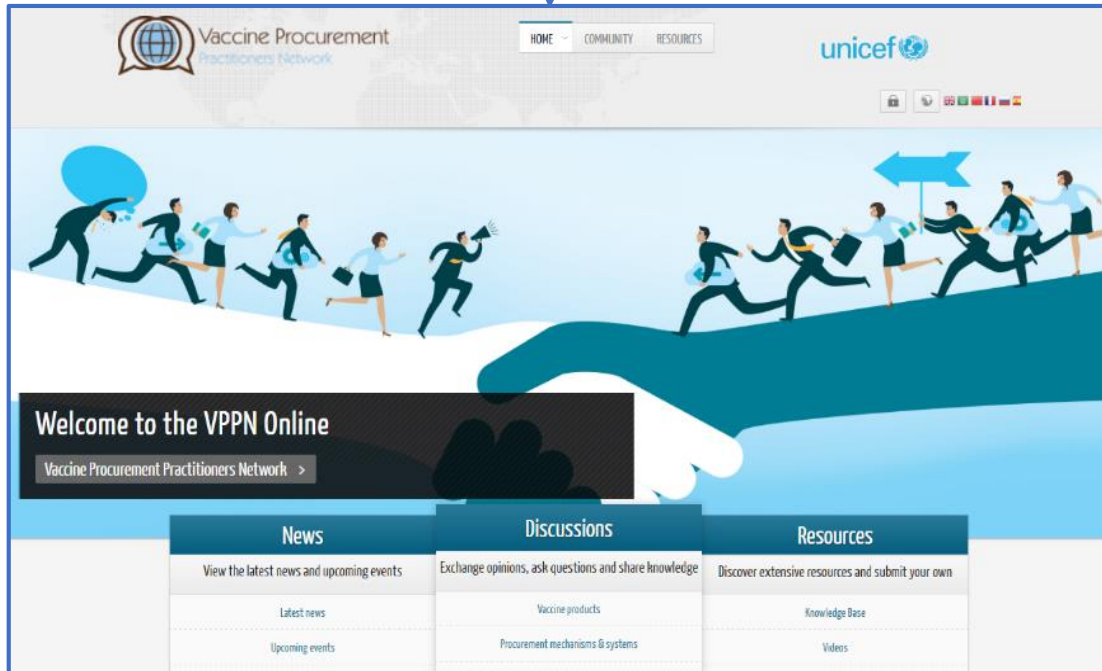 Vaccine Procurement
Practitioners Network
HOME COMMUNITY RESOURCES
unicef
Welcome to the VPPN Online
Vaccine Procurement Practitioners Network >
News
View the latest news and upcoming events
Latest news
Upcoming events
Discussions
Exchange opinions, ask questions and share knowledge
Vaccine products
Procurement mechanisms & systems
Resources
Discover extensive resources and submit your own
Knowledge Base
Videos